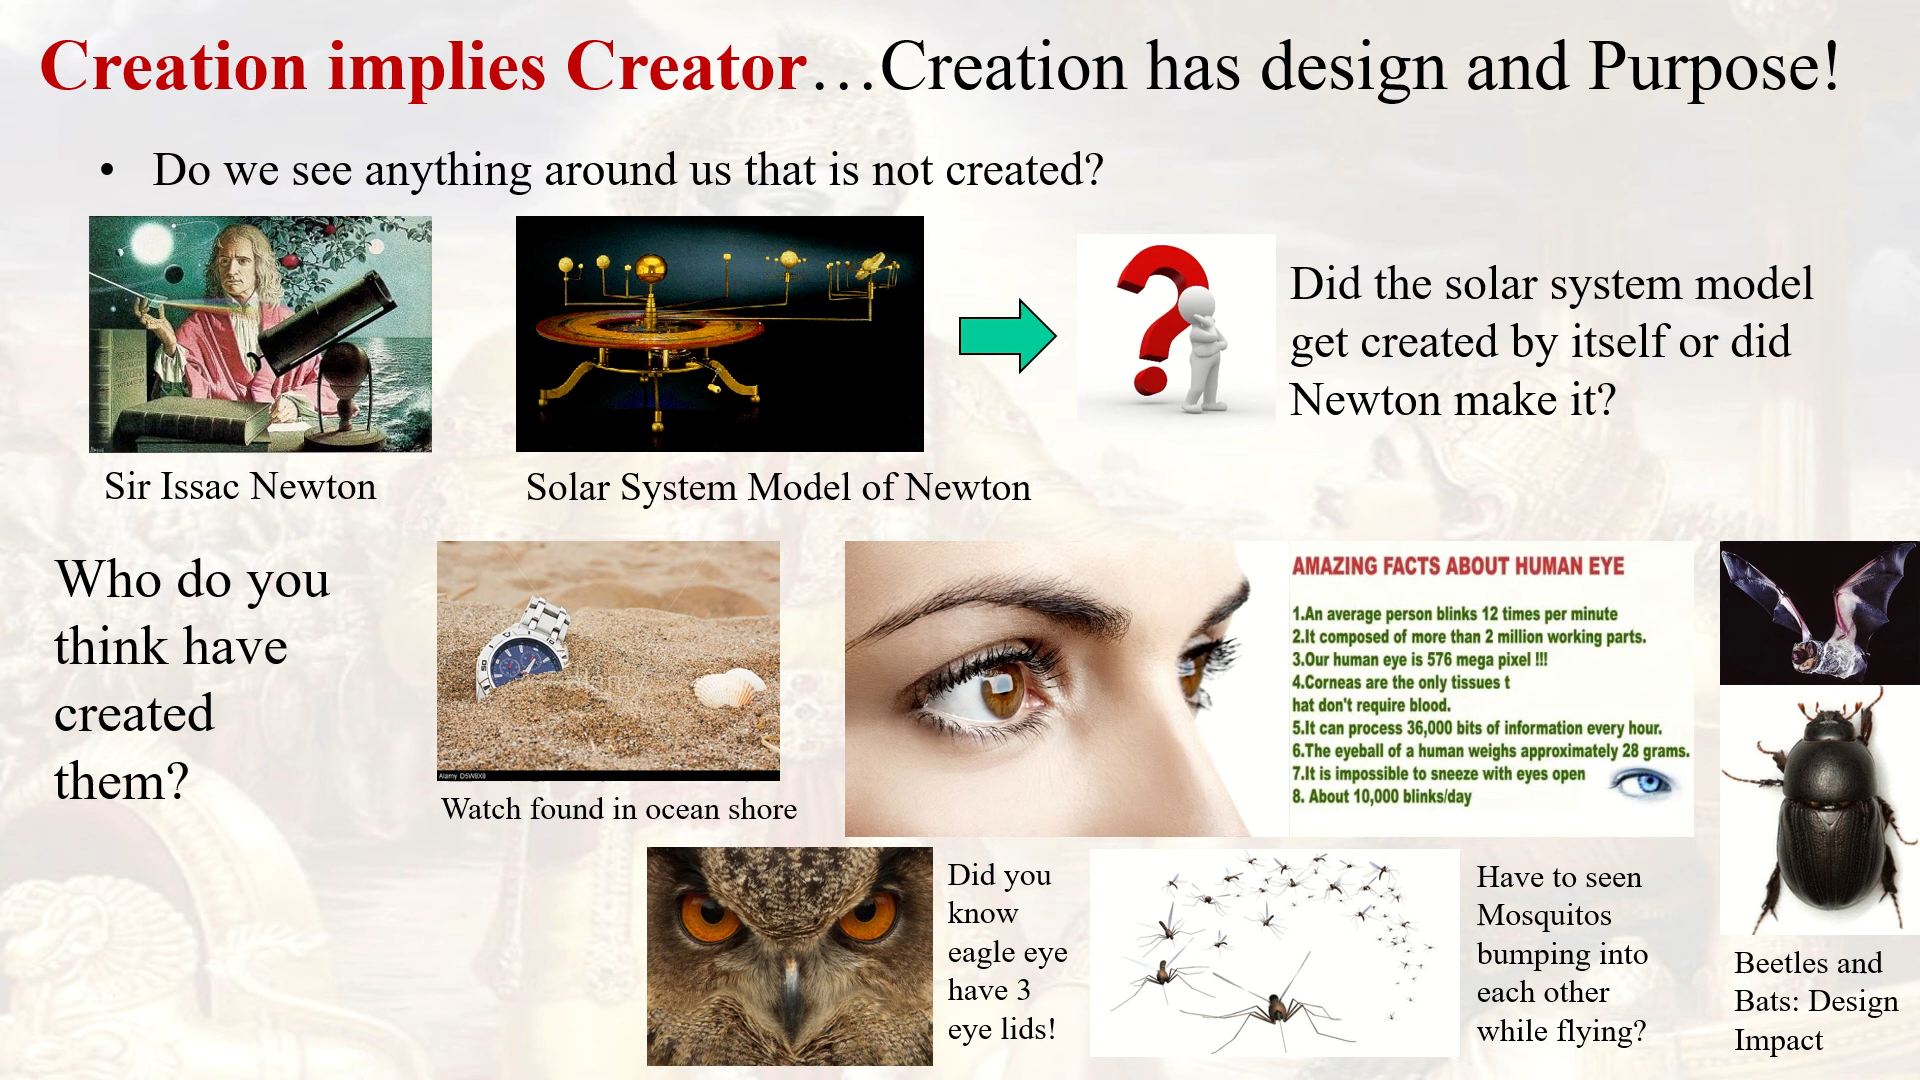 Creation implies Creator…Creation has design and Purpose!
• Do we see anything around us that is not created?
Did the solar system model
get created by itself or did
Newton make it?
Sir Issac Newton
Solar System Model of Newton
Who do you
think have
created
them?
Alamy D5W8X8
Watch found in ocean shore
AMAZING FACTS ABOUT HUMAN EYE
1.An average person blinks 12 times per minute
2.It composed of more than 2 million working parts.
3.Our human eye is 576 mega pixel !!!
4.Corneas are the only tissues t
hat don't require blood.
5.It can process 36,000 bits of information every hour.
6.The eyeball of a human weighs approximately 28 grams.
7.It is impossible to sneeze with eyes open
8. About 10,000 blinks/day
Did you
know
eagle eye
have 3
eye lids!
Have to seen
Mosquitos
bumping into
each other
while flying?
Beetles and
Bats: Design
Impact